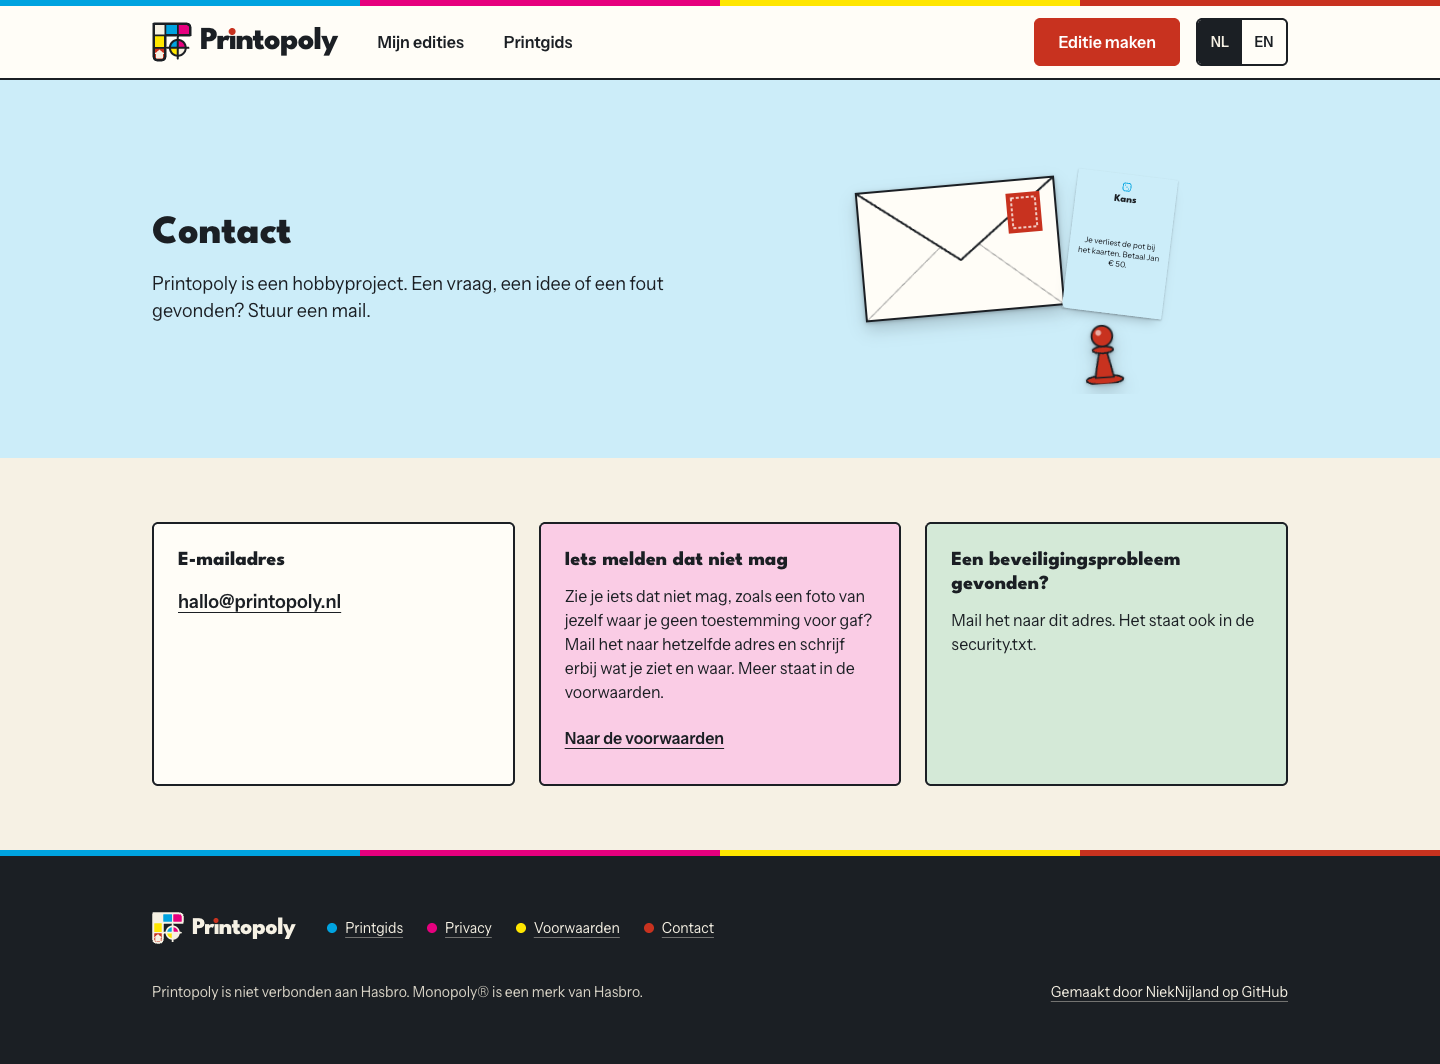 Printopoly
Mijn edities
Printgids
Editie maken
NL
EN
Contact
Printopoly is een hobbyproject. Een vraag, een idee of een fout
gevonden? Stuur een mail.
Kans
Je verliest de pot bij
het kaarten. Betaal Jan
€ 50.
E-mailadres
hallo@printopoly.nl
Iets melden dat niet mag
Zie je iets dat niet mag, zoals een foto van
jezelf waar je geen toestemming voor gaf?
Mail het naar hetzelfde adres en schrijf
erbij wat je ziet en waar. Meer staat in de
voorwaarden.
Naar de voorwaarden
Een beveiligingsprobleem
gevonden?
Mail het naar dit adres. Het staat ook in de
security.txt.
Printopoly
Printgids
Privacy
Voorwaarden
Contact
Printopoly is niet verbonden aan Hasbro. Monopoly® is een merk van Hasbro.
Gemaakt door NiekNijland op GitHub